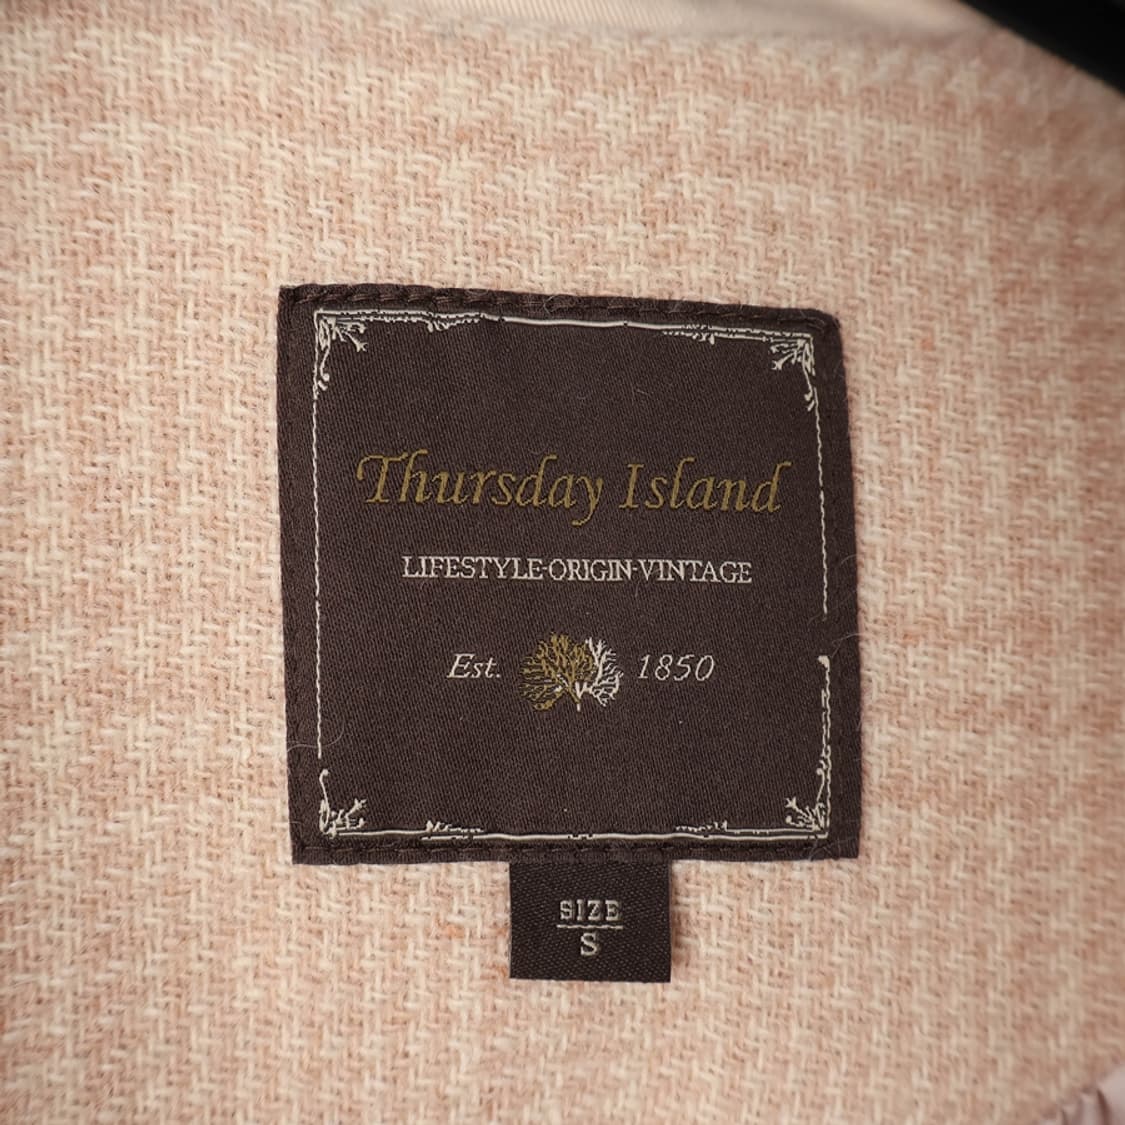 Thursday Island
LIFESTYLE-ORIGIN-VINTAGE
Est. 1850
SIZE
S